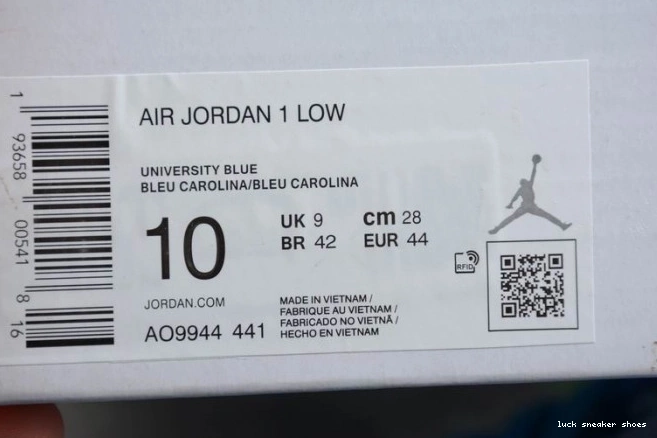 AIR JORDAN 1 LOW
UNIVERSITY BLUE
BLEU CAROLINA/BLEU CAROLINA
10
UK 9 cm 28
BR 42 EUR 44
RFID
JORDAN.COM
AO9944 441
MADE IN VIETNAM /
FABRIQUE AU VIETNAM /
FABRICADO NO VIETNÃ /
HECHO EN VIETNAM
1 93658 00541 8 16
luck sneaker shoes